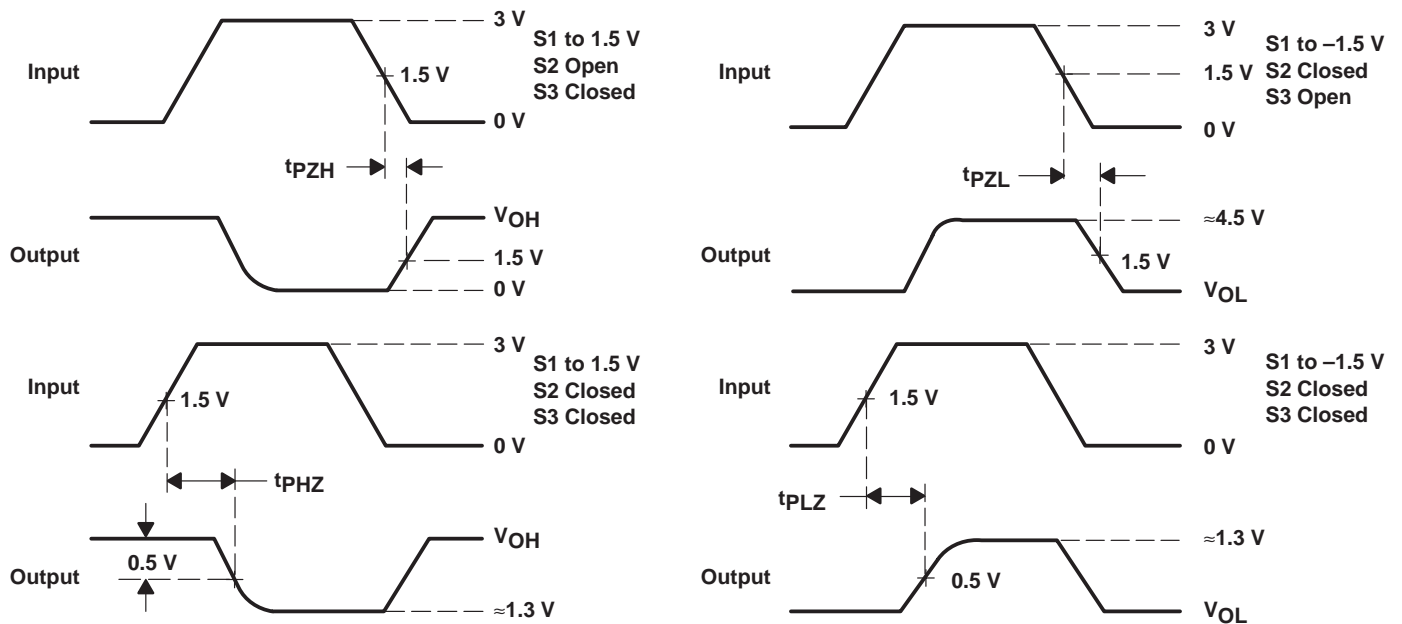 3 V
S1 to 1.5 V
S2 Open
S3 Closed
Input
1.5 V
0 V
tPZH
VOH
Output
1.5 V
0 V
3 V
S1 to –1.5 V
S2 Closed
S3 Open
Input
1.5 V
0 V
tPZL
≈4.5 V
Output
1.5 V
VOL
3 V
S1 to 1.5 V
S2 Closed
S3 Closed
Input
1.5 V
0 V
tPHZ
VOH
0.5 V
Output
≈1.3 V
3 V
S1 to –1.5 V
S2 Closed
S3 Closed
Input
1.5 V
0 V
tPLZ
≈1.3 V
Output
0.5 V
VOL